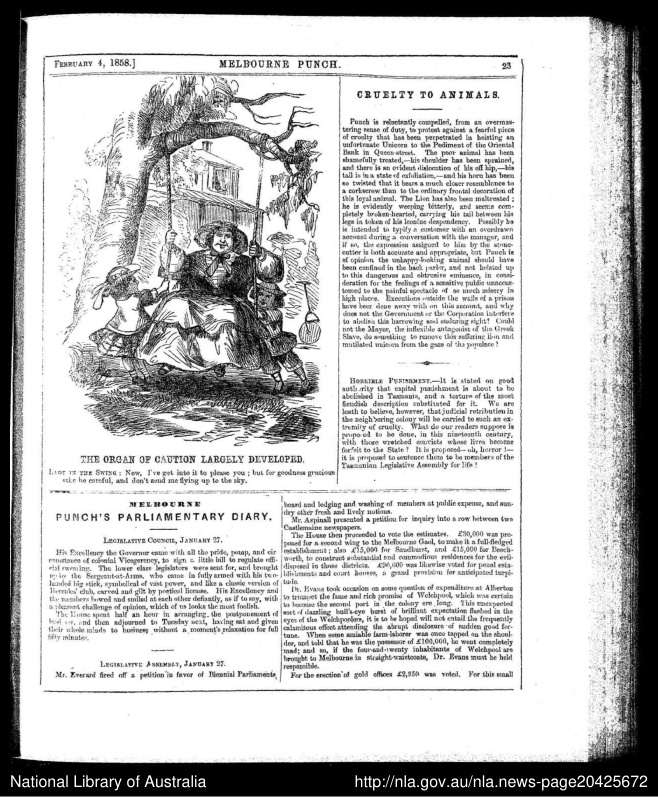 FEBRUARY 4, 1858.]
MELBOURNE PUNCH.
23
THE ORGAN OF CAUTION LARGELY DEVELOPED.
LADY IN THE SWING : Now, I've got into it to please you ; but for goodness gracious
sake be careful, and don't send me flying up to the sky.
CRUELTY TO ANIMALS.
Punch is reluctantly compelled, from an overmas-
tering sense of duty, to protest against a fearful piece
of cruelty that has been perpetrated in hoisting an
unfortunate Unicorn to the Pediment of the Oriental
Bank in Queen-street. The poor animal has been
shamefully treated,—his shoulder has been sprained,
and there is an evident dislocation of his off hip,—his
tail is in a state of exfoliation,—and his horn has been
so twisted that it bears a much closer resemblance to
a corkscrew than to the ordinary frontal decoration of
this loyal animal. The Lion has also been maltreated ;
he is evidently weeping bitterly, and seems com-
pletely broken-hearted, carrying his tail between his
legs in token of his leonine despondency. Possibly he
is intended to typify a customer with an overdrawn
account during a conversation with the manager, and
if so, the expression assigned to him by the stone-
cutter is both accurate and appropriate, but Punch is
of opinion the unhappy-looking animal should have
been confined in the back parlor, and not hoisted up
to this dangerous and obtrusive eminence, in consi-
deration for the feelings of a sensitive public unaccus-
tomed to the painful spectacle of so much misery in
high places. Executions outside the walls of a prison
have been done away with on this account, and why
does not the Government or the Corporation interfere
to abolish this harrowing and enduring sight? Could
not the Mayor, the inflexible antagonist of the Greek
Slave, do something to remove this suffering lion and
mutilated unicorn from the gaze of the populace?
HORRIBLE PUNISHMENT.—It is stated on good
authority that capital punishment is about to be
abolished in Tasmania, and a torture of the most
fiendish description substituted for it. We are
loath to believe, however, that judicial retribution in
the neighboring colony will be carried to such an ex-
tremity of cruelty. What do our readers suppose is
proposed to be done, in this nineteenth century,
with those wretched convicts whose lives become
forfeit to the State? It is proposed—oh, horror !—
it is proposed to sentence them to be members of the
Tasmanian Legislative Assembly for life !
MELBOURNE
PUNCH'S PARLIAMENTARY DIARY.
LEGISLATIVE COUNCIL, JANUARY 27.
His Excellency the Governor came with all the pride, pomp, and cir-
cumstance of colonial Viceregency, to sign a little bill to regulate offi-
cial swearing. The lower class legislators were sent for, and brought
up by the Sergeant-at-Arms, who came in fully armed with his two-
handed big stick, symbolical of vast power, and like a classic version of
Hercules' club, carved and gilt by poetical license. His Excellency and
the members bowed and smiled at each other defiantly, as if to say, with
a pleasant challenge of opinion, which of us looks the most foolish.
The House spent half an hour in arranging the postponement of
business, and then adjourned to Tuesday next, having sat and given
their whole minds to business without a moment's relaxation for full
fifty minutes.
LEGISLATIVE ASSEMBLY, JANUARY 27.
Mr. Everard fired off a petition in favor of Biennial Parliaments,
board and lodging and washing of members at public expense, and sun-
dry other fresh and lively notions.
Mr. Aspinall presented a petition for inquiry into a row between two
Castlemaine newspapers.
The House then proceeded to vote the estimates. £30,000 was pro-
posed for a second wing to the Melbourne Gaol, to make it a full-fledged
establishment ; also £15,000 for Sandhurst, and £15,000 for Beech-
worth, to construct substantial and commodious residences for the evil-
disposed in those districts. £90,000 was likewise voted for penal esta-
blishments and court houses, a grand provision for anticipated turpi-
tude.
Dr. Evans took occasion on some question of expenditure at Alberton
to trumpet the fame and rich promise of Welchpool, which was certain
to become the second port in the colony ere long. This unexpected
sort of dazzling bull's-eye burst of brilliant expectation flashed in the
eyes of the Welchpoolers, it is to be hoped will not entail the frequently
calamitous effect attending the abrupt disclosure of sudden good for-
tune. When some amiable farm-laborer was once tapped on the shoul-
der, and told that he was the possessor of £100,000, he went completely
mad; and so, if the four-and-twenty inhabitants of Welchpool are
brought to Melbourne in straight-waistcoats, Dr. Evans must be held
responsible.
For the erection of gold offices £2,950 was voted. For this small
National Library of Australia
http://nla.gov.au/nla.news-page20425672